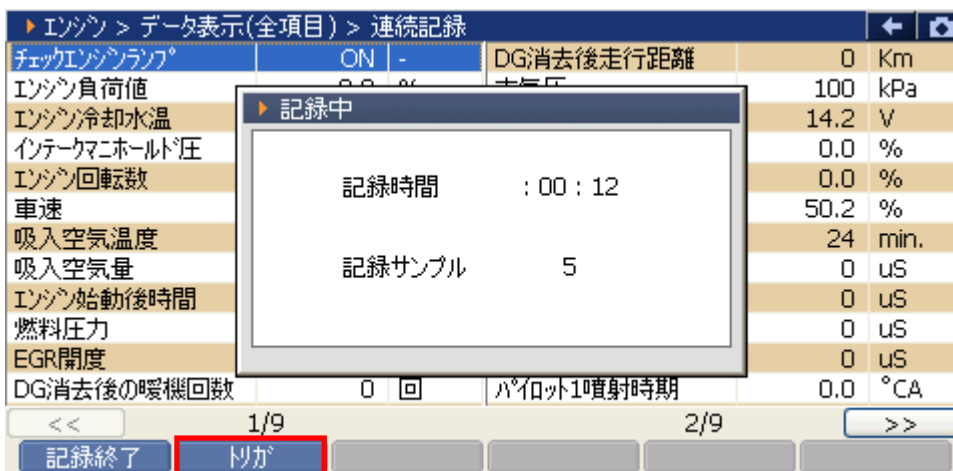 エンジン > データ表示(全項目) > 連続記録
チェックエンジンランプ ON - DG消去後走行距離 0 Km
エンジン負荷値 100 kPa
エンジン冷却水温 14.2 V
インテークマニホールド圧 0.0 %
エンジン回転数 0.0 %
車速 50.2 %
吸入空気温度 24 min.
吸入空気量 0 uS
エンジン始動後時間 0 uS
燃料圧力 0 uS
EGR開度 0 uS
DG消去後の暖機回数 0 回 パイロット1噴射時期 0.0 °CA
記録中
記録時間 :00:12
記録サンプル 5
<< 1/9 2/9 >>
記録終了 トリガ